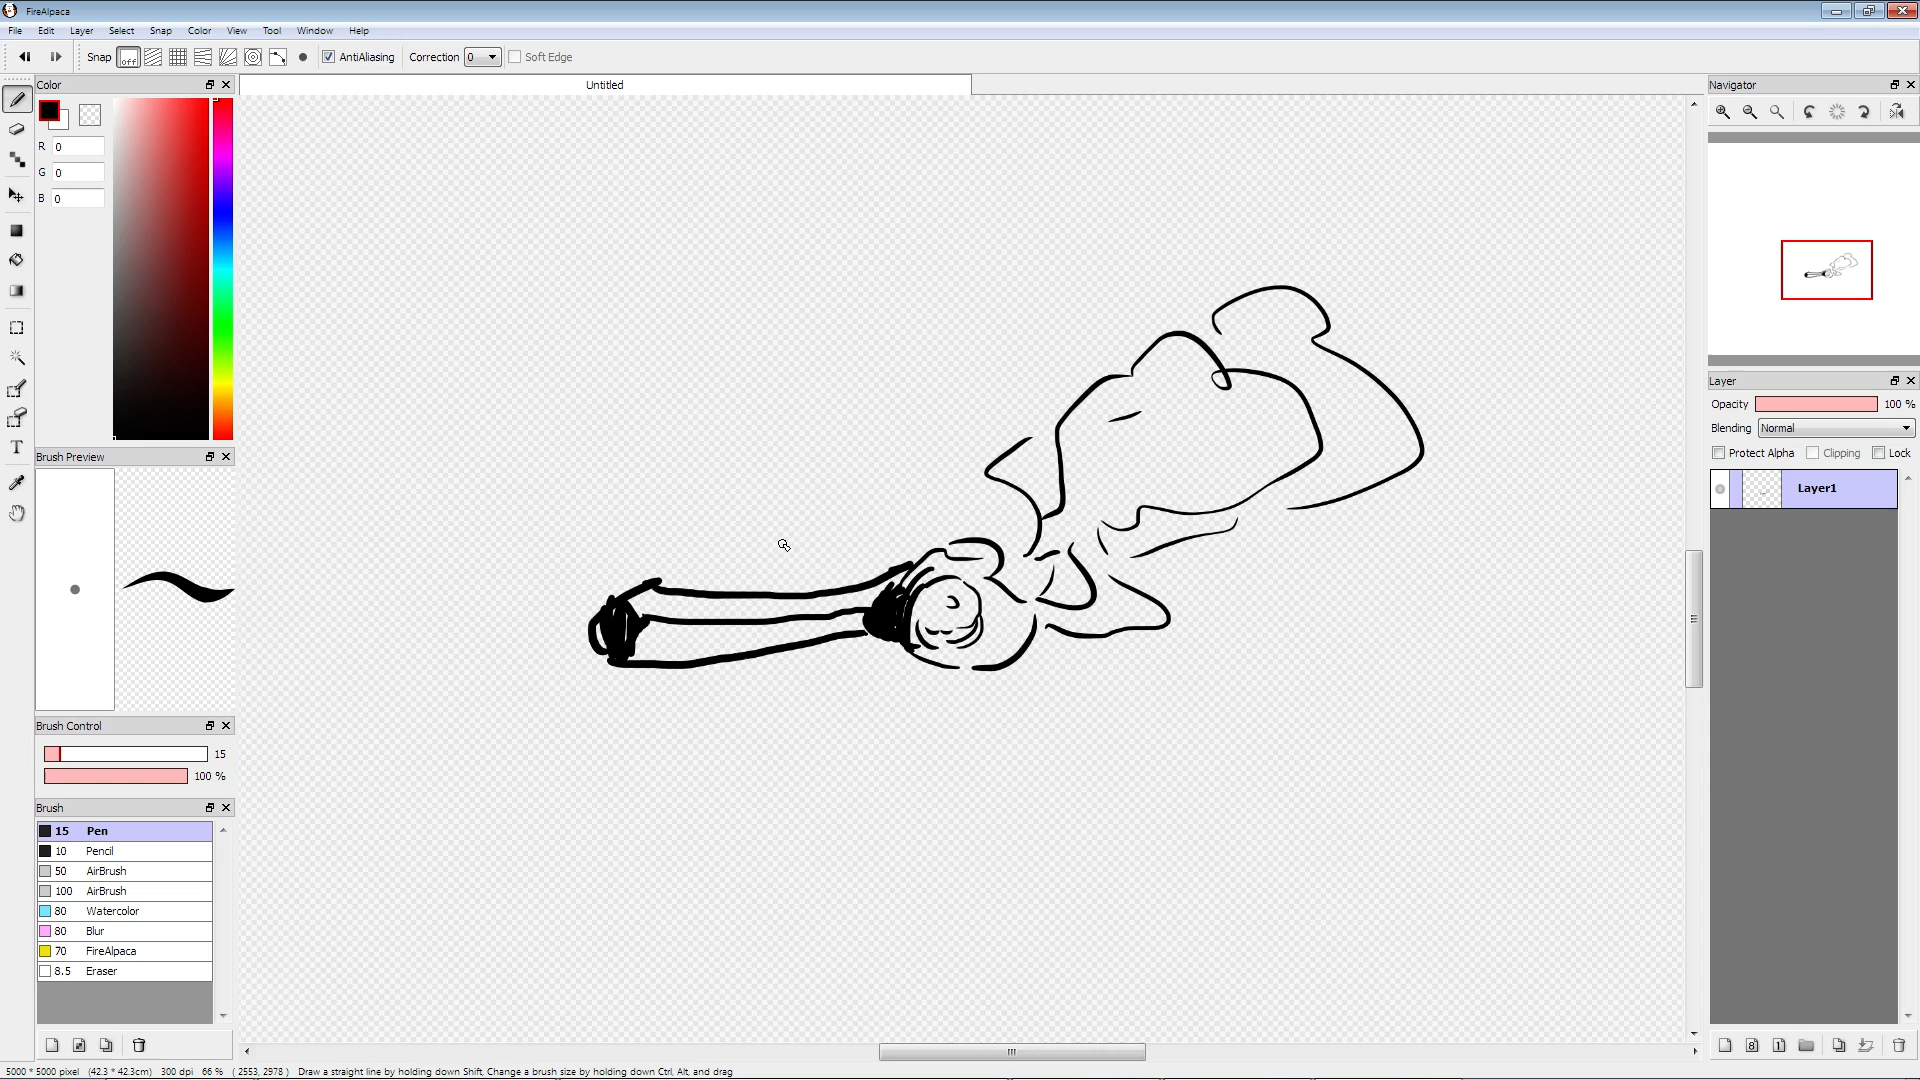 FireAlpaca
File Edit Layer Select Snap Color View Tool Window Help
Snap off AntiAliasing Correction 0 Soft Edge
Color
Untitled
Navigator
R 0
G 0
B 0
Layer
Opacity 100 %
Blending Normal
Protect Alpha Clipping Lock
Brush Preview
Layer1
Brush Control
15
100 %
Brush
15 Pen
10 Pencil
50 AirBrush
100 AirBrush
80 Watercolor
80 Blur
70 FireAlpaca
8.5 Eraser
8 1
5000 * 5000 pixel (42.3 * 42.3cm) 300 dpi 66 % ( 2553, 2978 ) Draw a straight line by holding down Shift, Change a brush size by holding down Ctrl, Alt, and drag